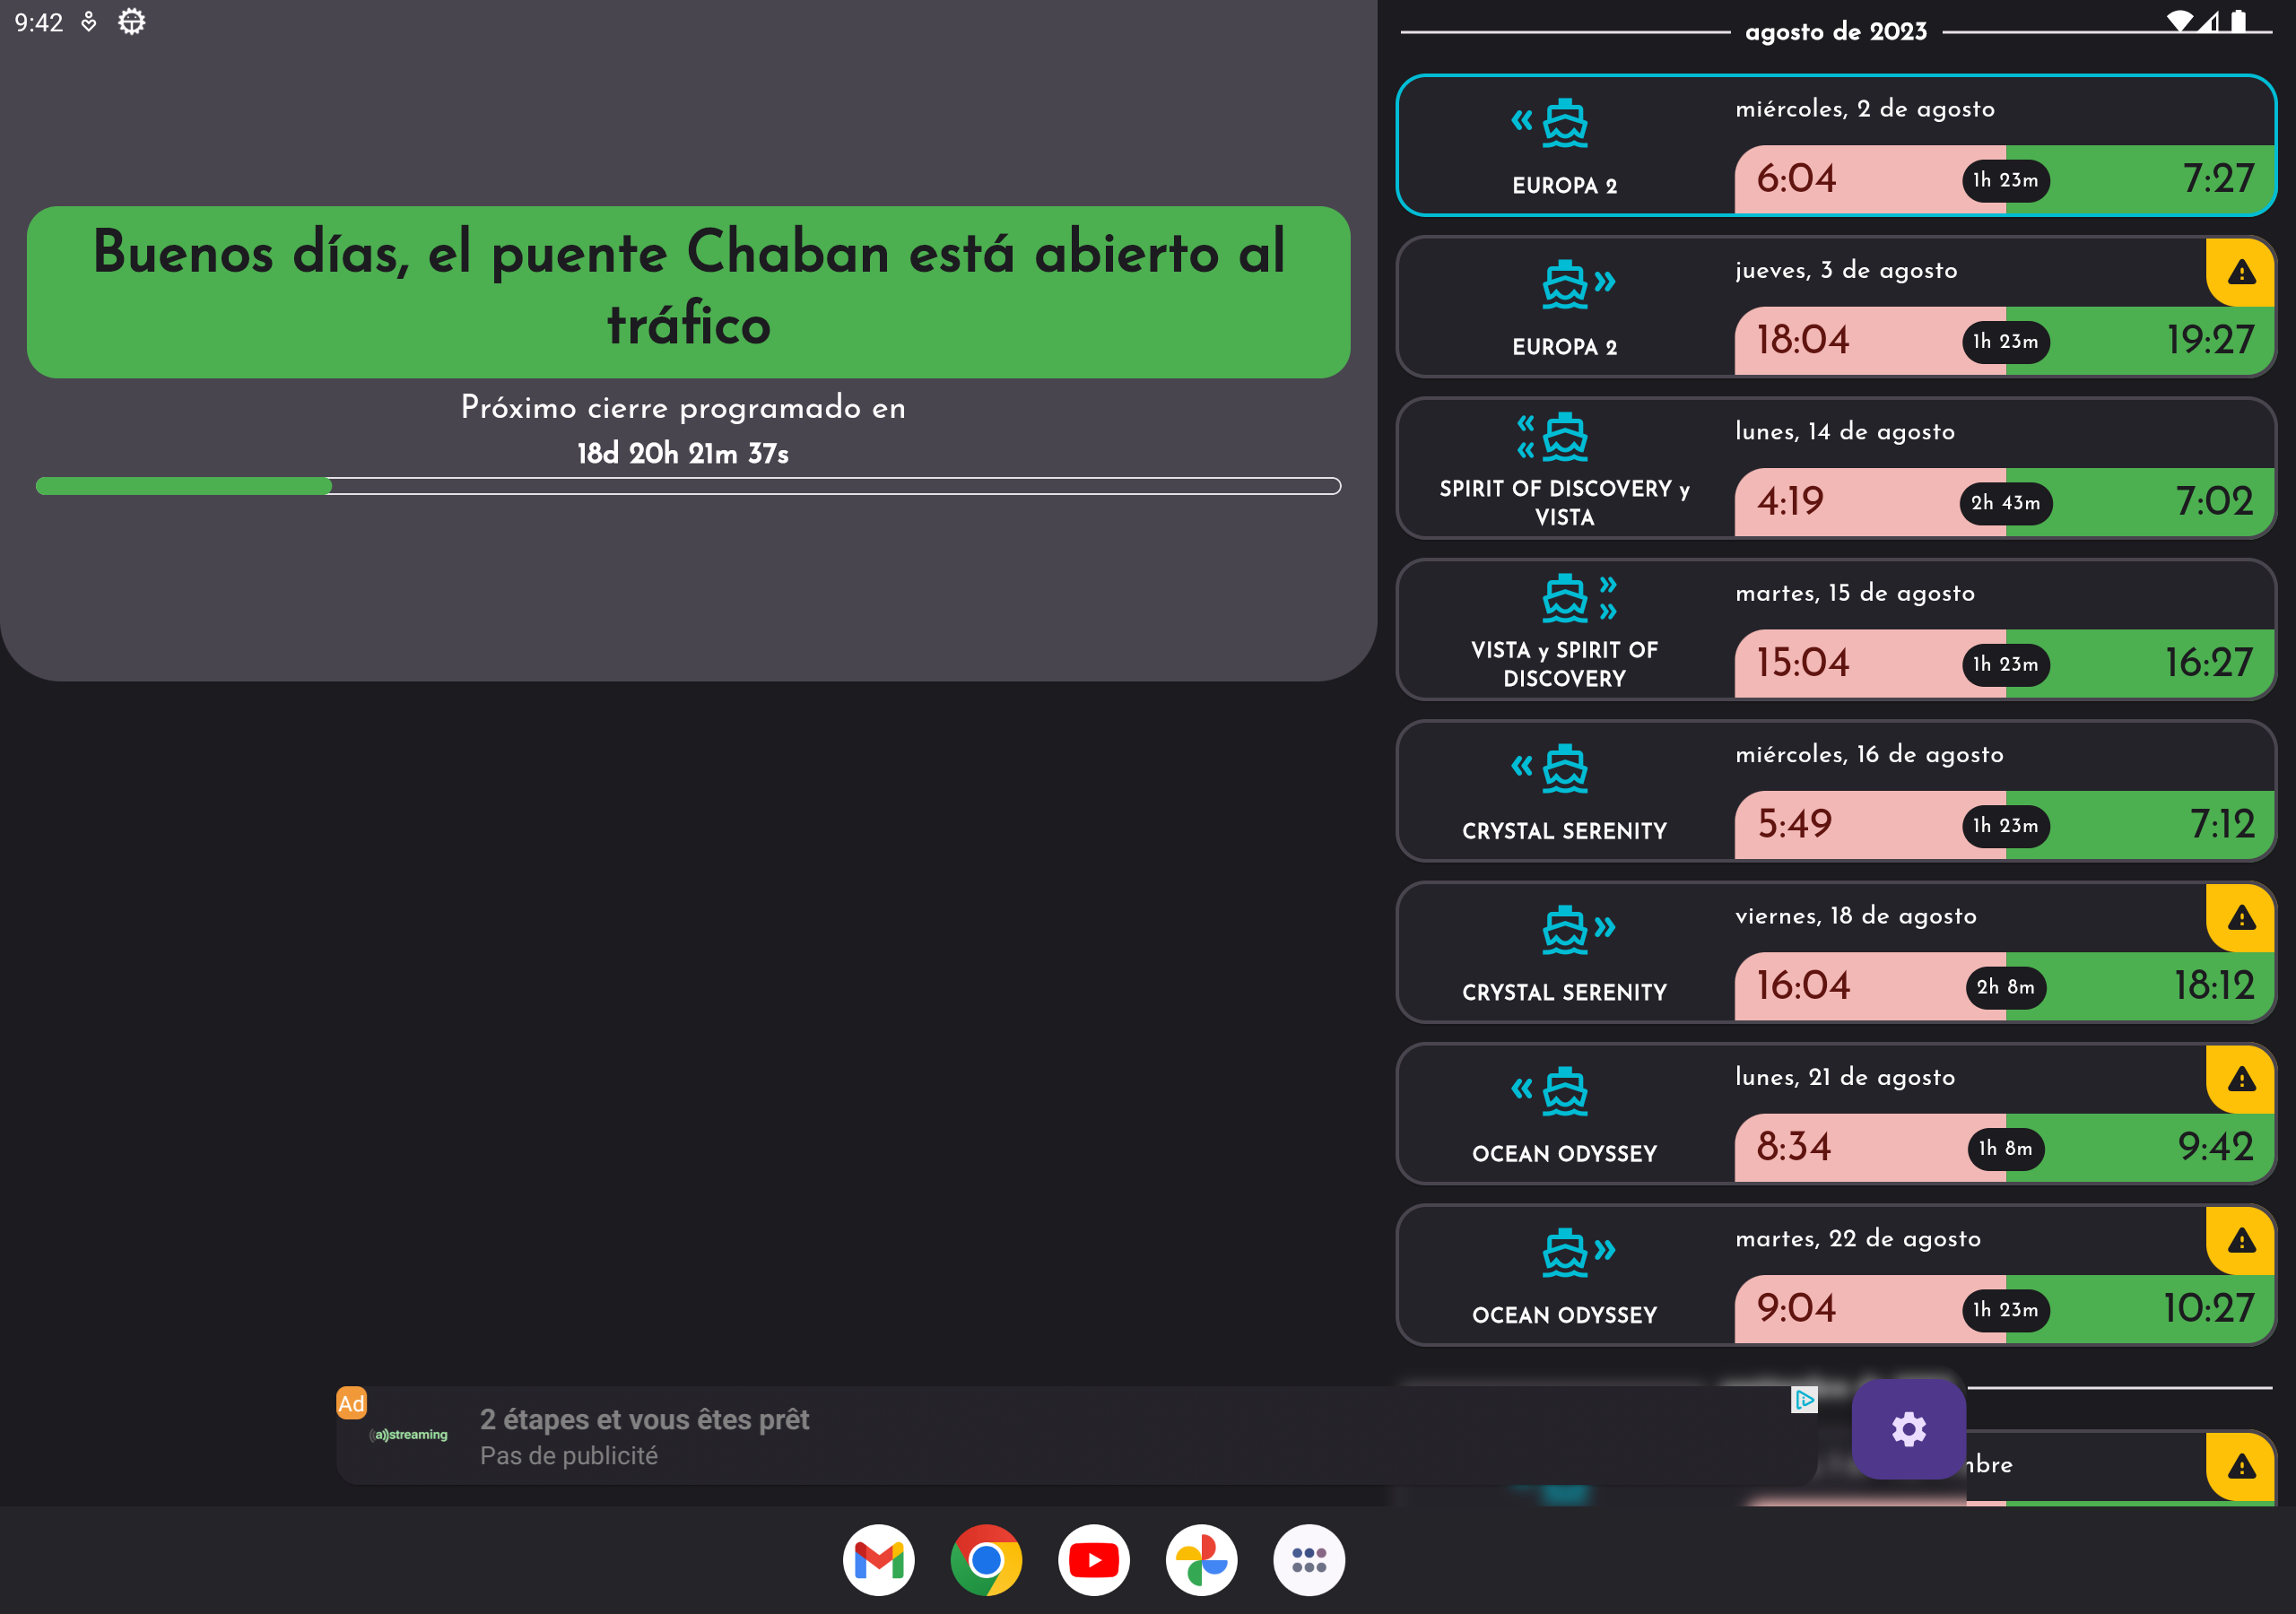 9:42
Buenos días, el puente Chaban está abierto al
tráfico
Próximo cierre programado en
18d 20h 21m 37s
agosto de 2023
miércoles, 2 de agosto
EUROPA 2
6:04
1h 23m
7:27
jueves, 3 de agosto
EUROPA 2
18:04
1h 23m
19:27
lunes, 14 de agosto
SPIRIT OF DISCOVERY y
VISTA
4:19
2h 43m
7:02
martes, 15 de agosto
VISTA y SPIRIT OF
DISCOVERY
15:04
1h 23m
16:27
miércoles, 16 de agosto
CRYSTAL SERENITY
5:49
1h 23m
7:12
viernes, 18 de agosto
CRYSTAL SERENITY
16:04
2h 8m
18:12
lunes, 21 de agosto
OCEAN ODYSSEY
8:34
1h 8m
9:42
martes, 22 de agosto
OCEAN ODYSSEY
9:04
1h 23m
10:27
Ad
((a))streaming
2 étapes et vous êtes prêt
Pas de publicité